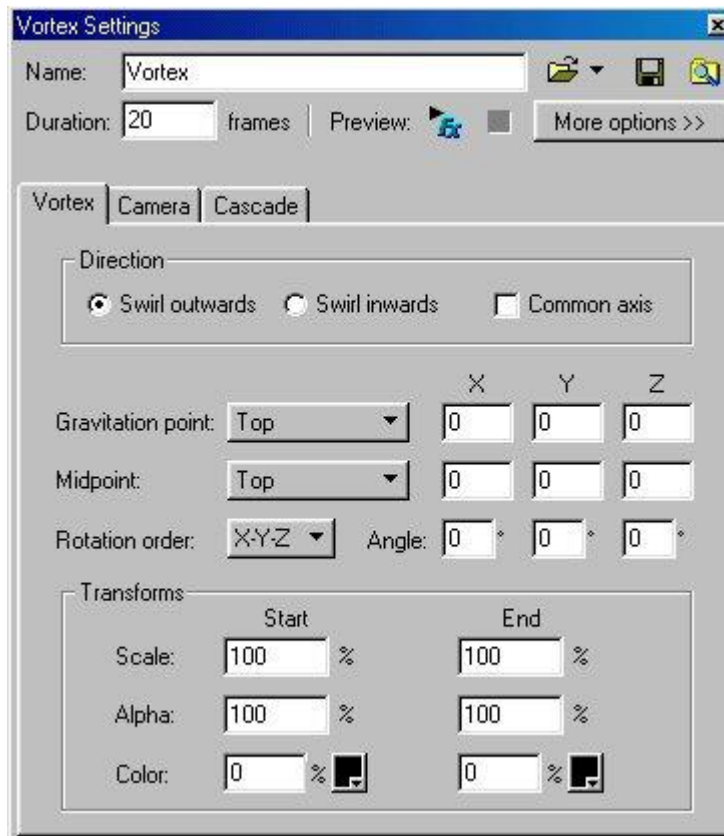 Vortex Settings
Name: Vortex
Duration: 20 frames Preview: Fx More options >>
Vortex Camera Cascade
Direction
Swirl outwards Swirl inwards Common axis
X Y Z
Gravitation point: Top 0 0 0
Midpoint: Top 0 0 0
Rotation order: X-Y-Z Angle: 0 ° 0 ° 0 °
Transforms
Start End
Scale: 100 % 100 %
Alpha: 100 % 100 %
Color: 0 % 0 %